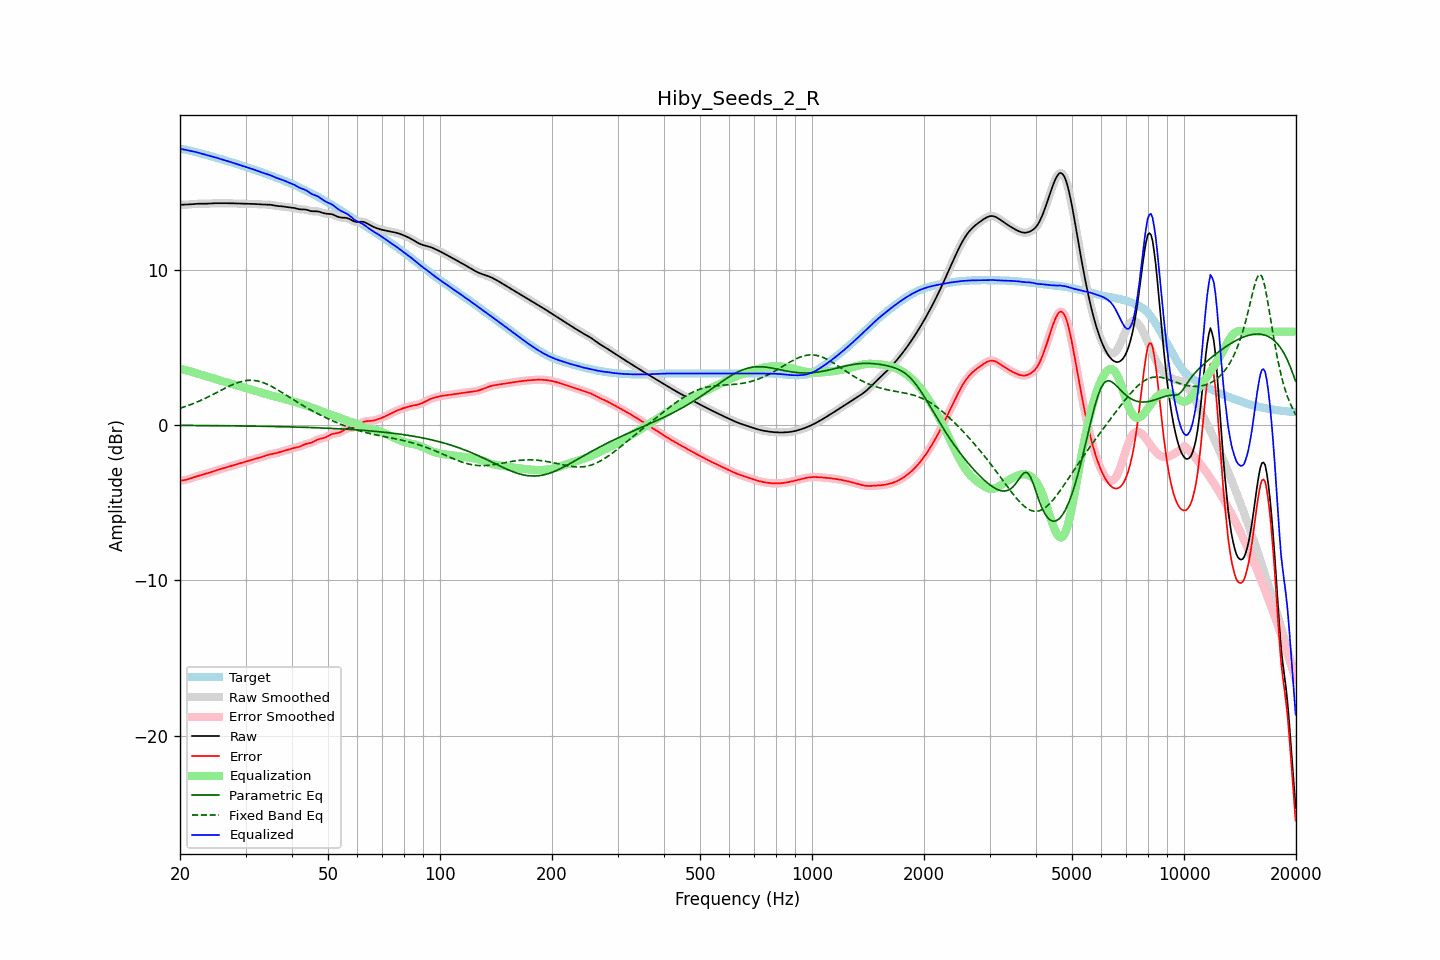 Hiby_Seeds_2_R
Amplitude (dBr)
10
0
−10
−20
Target
Raw Smoothed
Error Smoothed
Raw
Error
Equalization
Parametric Eq
Fixed Band Eq
Equalized
20 50 100 200 500 1000 2000 5000 10000 20000
Frequency (Hz)